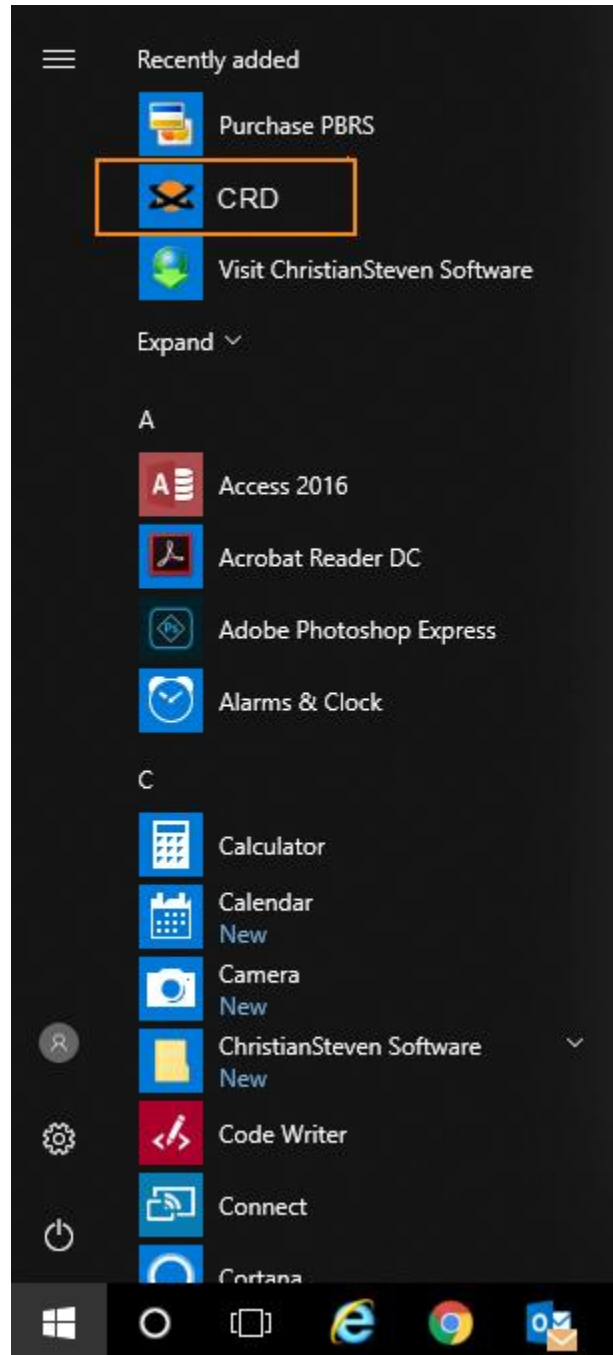 Recently added
Purchase PBRS
CRD
Visit ChristianSteven Software
Expand
A
Access 2016
Acrobat Reader DC
Adobe Photoshop Express
Alarms & Clock
C
Calculator
Calendar
New
Camera
New
ChristianSteven Software
New
Code Writer
Connect
Cortana